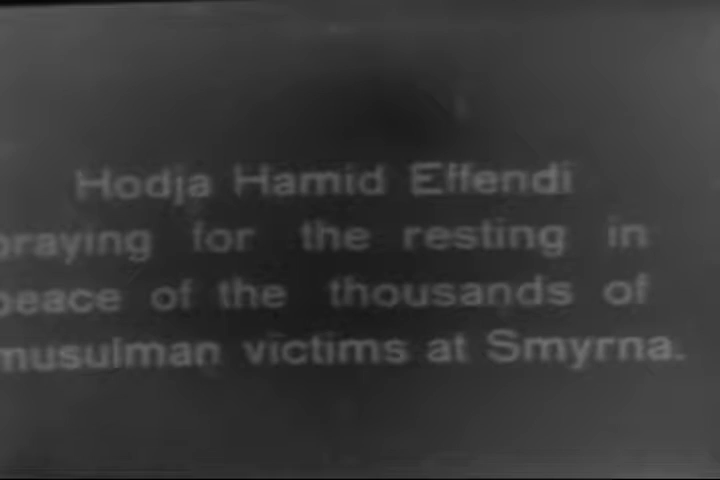 Hodja Hamid Effendi
praying for the resting in
peace of the thousands of
musulman victims at Smyrna.